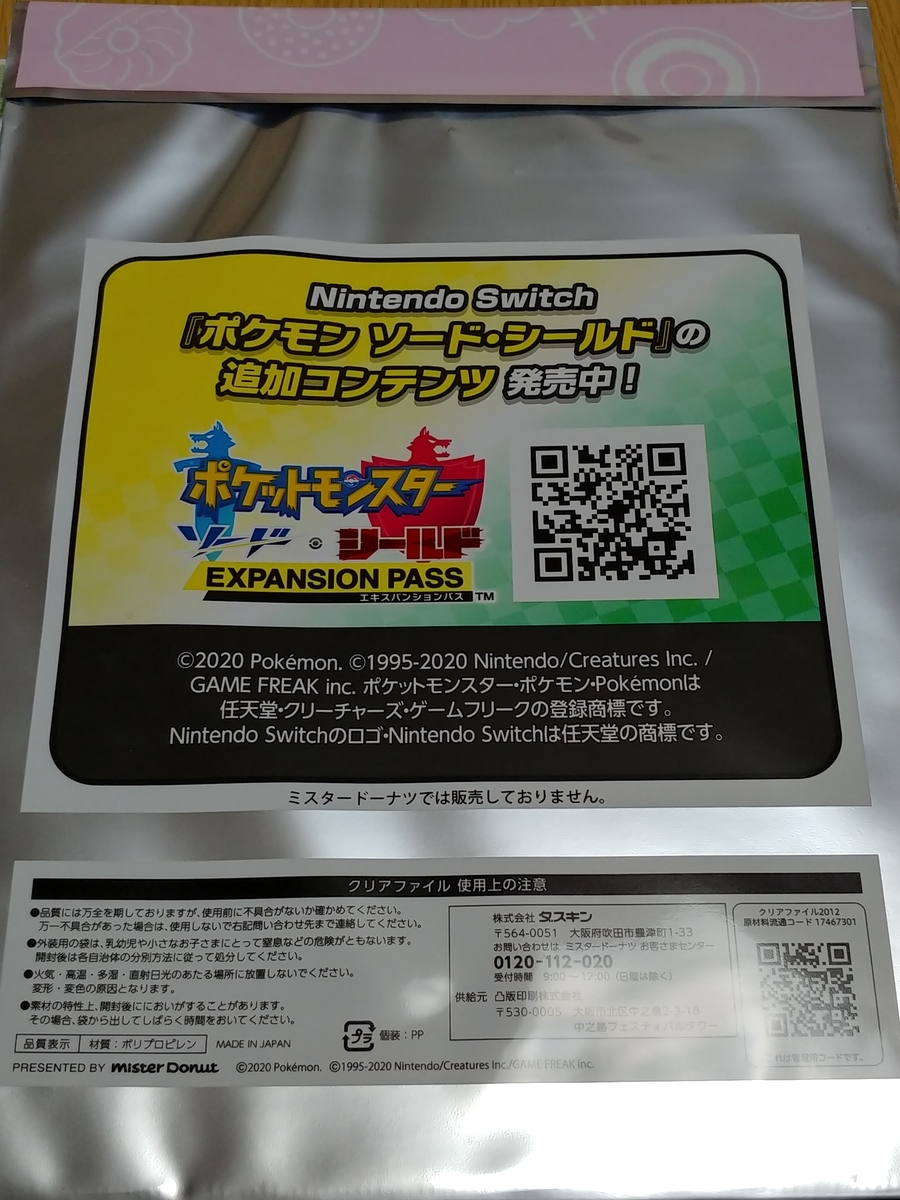 Nintendo Switch
『ポケモン ソード・シールド』の
追加コンテンツ 発売中！
ポケットモンスター
ソード・シールド
EXPANSION PASS
エキスパンションパス TM
©2020 Pokémon. ©1995-2020 Nintendo/Creatures Inc. /
GAME FREAK inc. ポケットモンスター・ポケモン・Pokémonは
任天堂・クリーチャーズ・ゲームフリークの登録商標です。
Nintendo Switchのロゴ・Nintendo Switchは任天堂の商標です。
ミスタードーナツでは販売しておりません。
クリアファイル 使用上の注意
●品質には万全を期しておりますが、使用前に不具合がないか確かめてください。
万一不具合があった場合は、使用しないで右記問い合わせ先まで連絡してください。
●外装用の袋は、乳幼児や小さなお子さまにとって窒息などの危険がともないます。
開封後は各自治体の分別方法に従って処分してください。
●火気・高温・多湿・直射日光のあたる場所に放置しないでください。
変形・変色の原因となります。
●素材の特性上、開封後ににおいがすることがあります。
その場合、袋から出してしばらく時間をおいてください。
品質表示 材質：ポリプロピレン MADE IN JAPAN
プラ 個装：PP
株式会社 ダスキン
〒564-0051 大阪府吹田市豊津町1-33
お問い合わせは ミスタードーナツ お客さまセンター
0120-112-020
受付時間 9:00～17:00（日曜は除く）
供給元 凸版印刷株式会社
〒530-0005 大阪市北区中之島2-3-18
中之島フェスティバルタワー
クリアファイル2012
原材料流通コード 17467301
これは管理用コードです。
PRESENTED BY mister Donut ©2020 Pokémon. ©1995-2020 Nintendo/Creatures Inc./GAME FREAK inc.